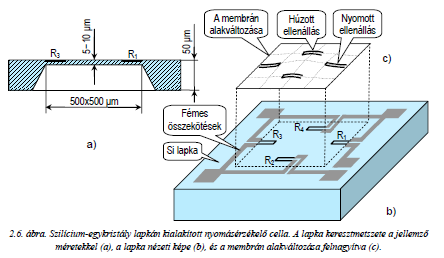 A membrán
alakváltozása
Húzott
ellenállás
Nyomott
ellenállás
R₃
5–10 μm
R₁
50 μm
500x500 μm
a)
c)
Fémes
összekötések
Si lapka
R₃
R₄
R₁
R₂
b)
2.6. ábra. Szilícium-egykristály lapkán kialakított nyomásérzékelő cella. A lapka keresztmetszete a jellemző
méretekkel (a), a lapka nézeti képe (b), és a membrán alakváltozása felnagyítva (c).